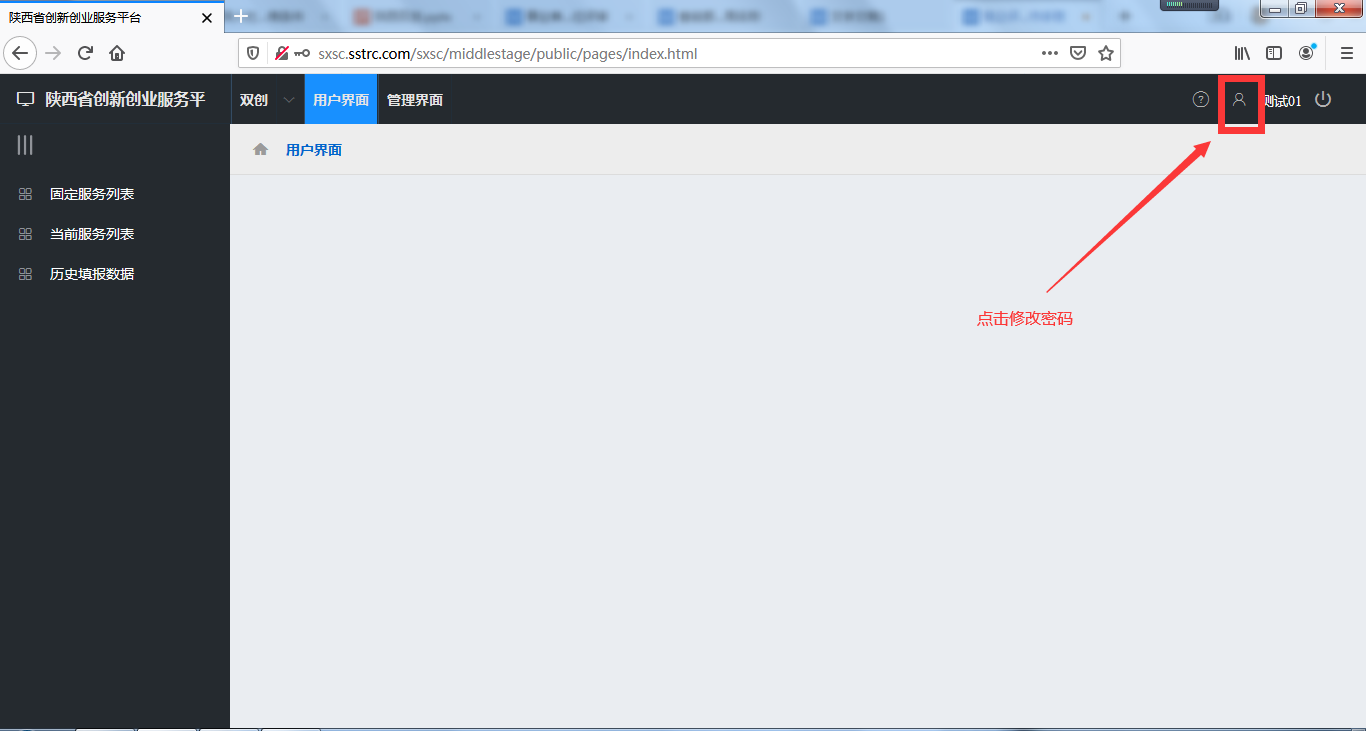 陕西省创新创业服务平台
sxsc.sstrc.com/sxsc/middlestage/public/pages/index.html
陕西省创新创业服务平
双创
用户界面
管理界面
测试01
用户界面
固定服务列表
当前服务列表
历史填报数据
点击修改密码